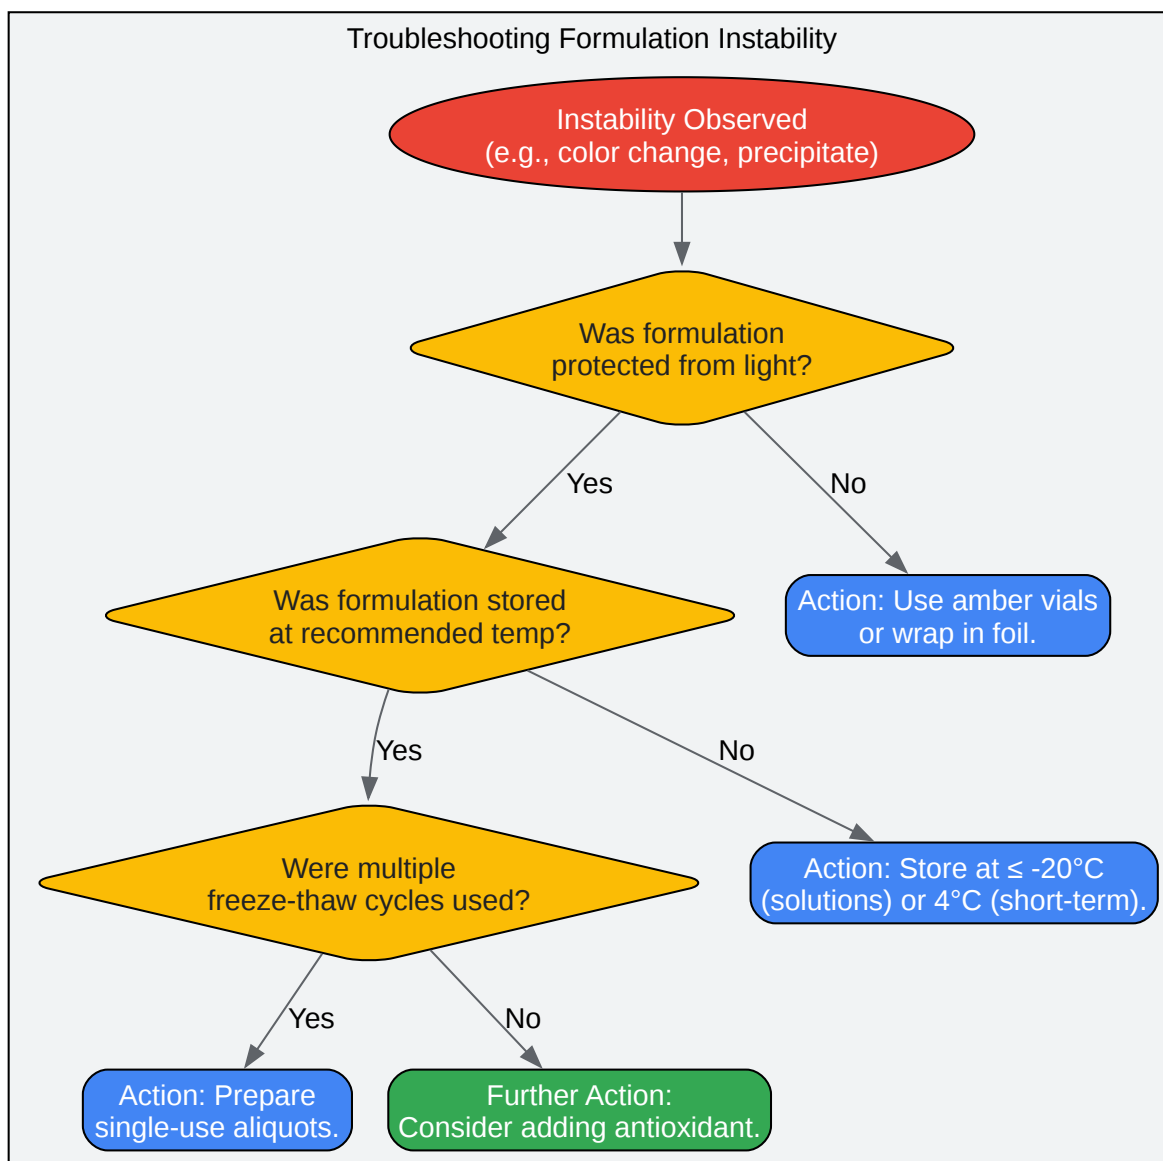 Troubleshooting Formulation Instability
Instability Observed
(e.g., color change, precipitate)
Was formulation
protected from light?
Yes
No
Was formulation stored
at recommended temp?
Action: Use amber vials
or wrap in foil.
Yes
No
Were multiple
freeze-thaw cycles used?
Action: Store at ≤ -20°C
(solutions) or 4°C (short-term).
Yes
No
Action: Prepare
single-use aliquots.
Further Action:
Consider adding antioxidant.